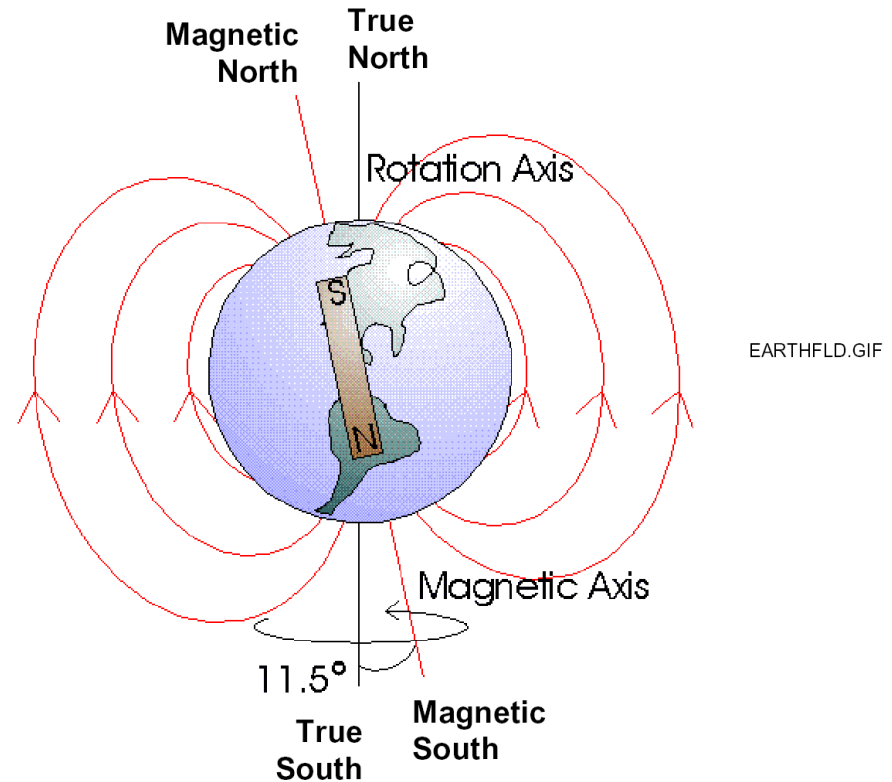 Magnetic
North
True
North
Rotation Axis
S
EARTHFLD.GIF
N
Magnetic Axis
11.5°
True
South
Magnetic
South